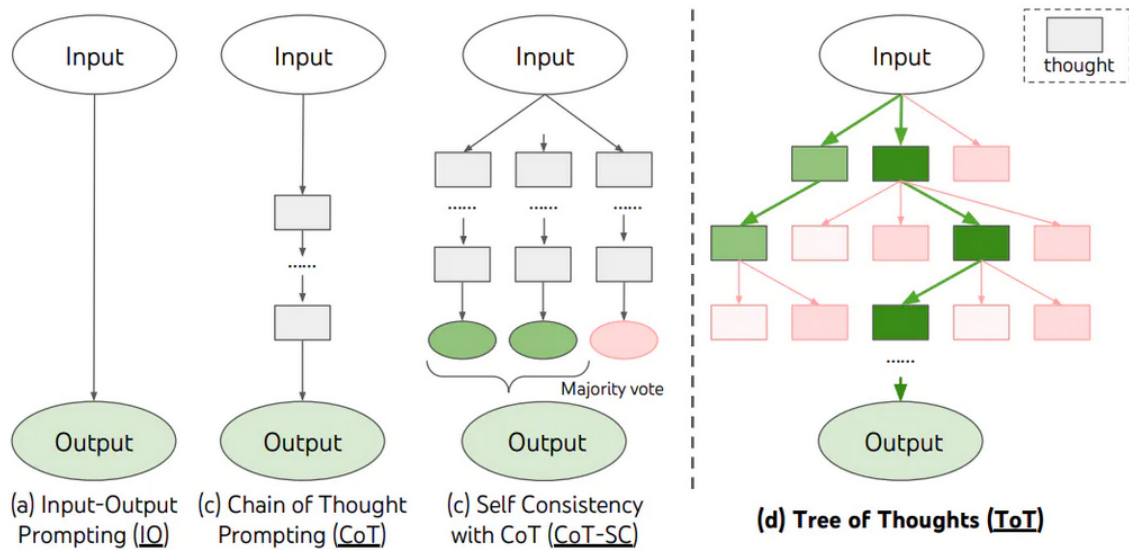 Input
Input
Input
Input
thought
......
......
......
......
......
......
Majority vote
Output
Output
Output
Output
(a) Input-Output
Prompting (IO)
(c) Chain of Thought
Prompting (CoT)
(c) Self Consistency
with CoT (CoT-SC)
(d) Tree of Thoughts (ToT)